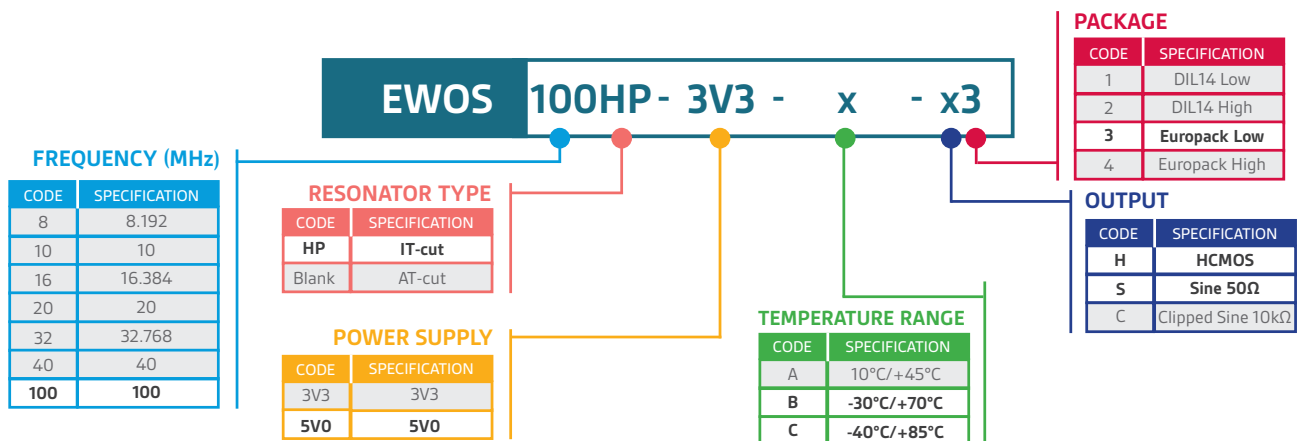 EWOS 100HP - 3V3 - x - x3
PACKAGE
CODE SPECIFICATION
1 DIL14 Low
2 DIL14 High
3 Europack Low
4 Europack High
FREQUENCY (MHz)
CODE SPECIFICATION
8 8.192
10 10
16 16.384
20 20
32 32.768
40 40
100 100
RESONATOR TYPE
CODE SPECIFICATION
HP IT-cut
Blank AT-cut
POWER SUPPLY
CODE SPECIFICATION
3V3 3V3
5V0 5V0
TEMPERATURE RANGE
CODE SPECIFICATION
A 10°C/+45°C
B -30°C/+70°C
C -40°C/+85°C
OUTPUT
CODE SPECIFICATION
H HCMOS
S Sine 50Ω
C Clipped Sine 10kΩ